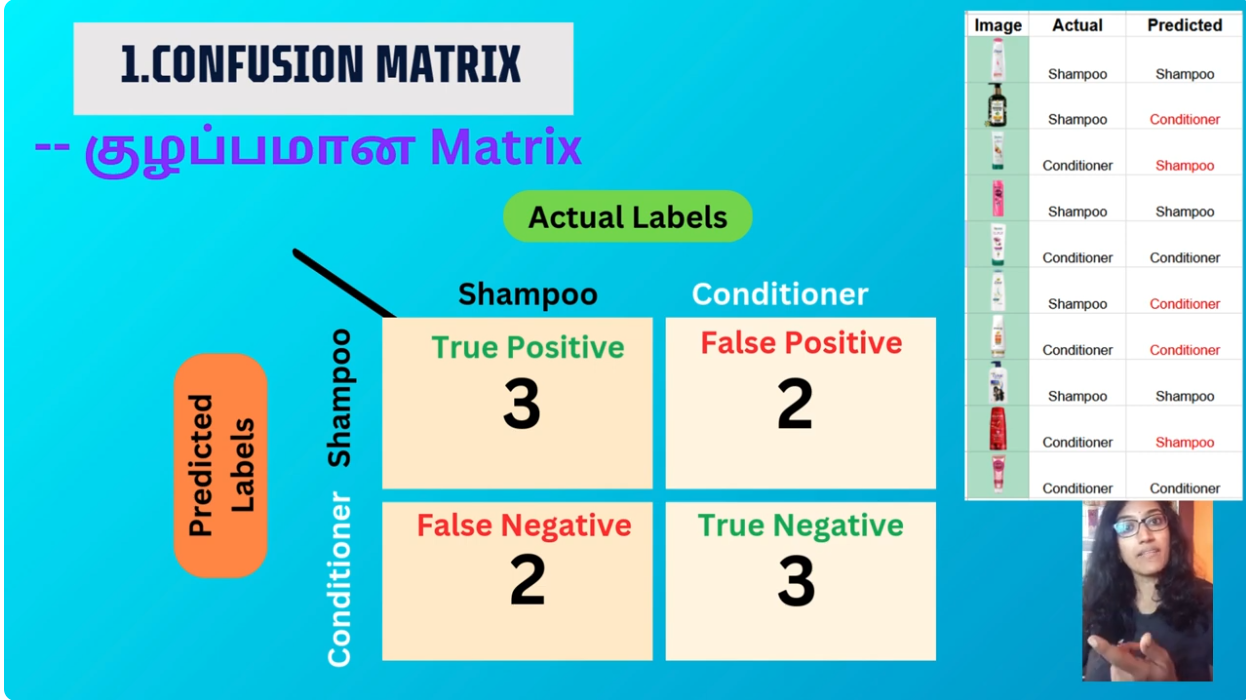 1.CONFUSION MATRIX
-- குழப்பமான Matrix
Actual Labels
Shampoo Conditioner
Predicted
Labels
Shampoo
Conditioner
True Positive
3
False Positive
2
False Negative
2
True Negative
3
Image Actual Predicted
Shampoo Shampoo
Shampoo Conditioner
Conditioner Shampoo
Shampoo Shampoo
Conditioner Conditioner
Shampoo Conditioner
Conditioner Conditioner
Shampoo Shampoo
Conditioner Shampoo
Conditioner Conditioner